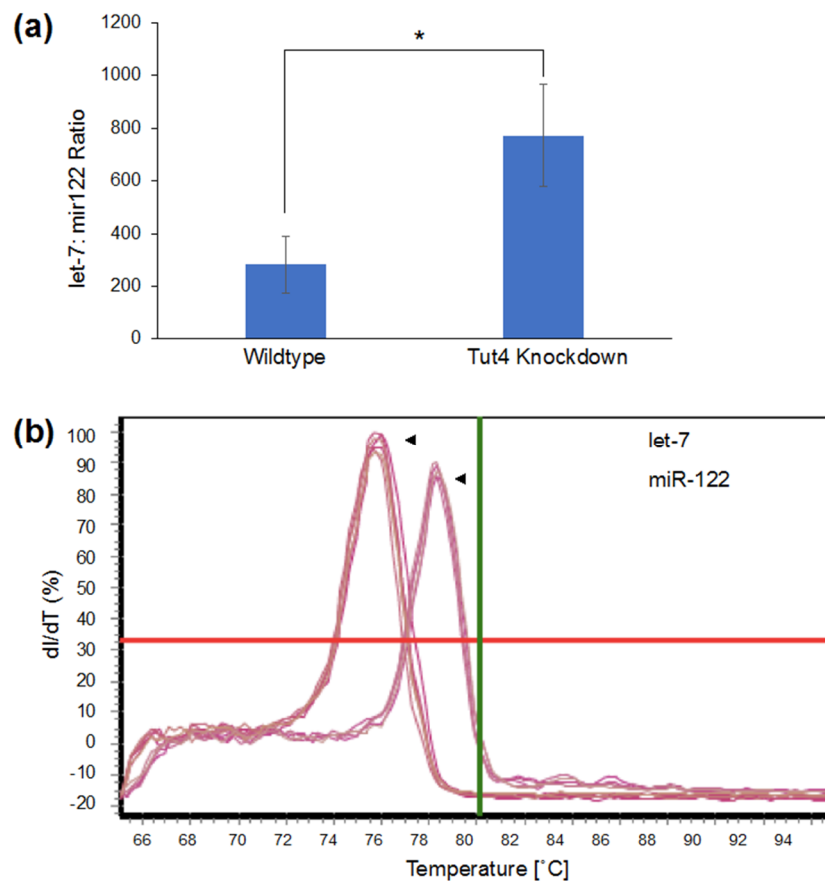 (a)
1200
1000
800
600
400
200
0
let-7: mir122 Ratio
*
Wildtype Tut4 Knockdown
(b)
100
90
80
70
60
50
40
30
20
10
0
-10
-20
dI/dT (%)
let-7
miR-122
66 68 70 72 74 76 78 80 82 84 86 88 90 92 94
Temperature [˚C]